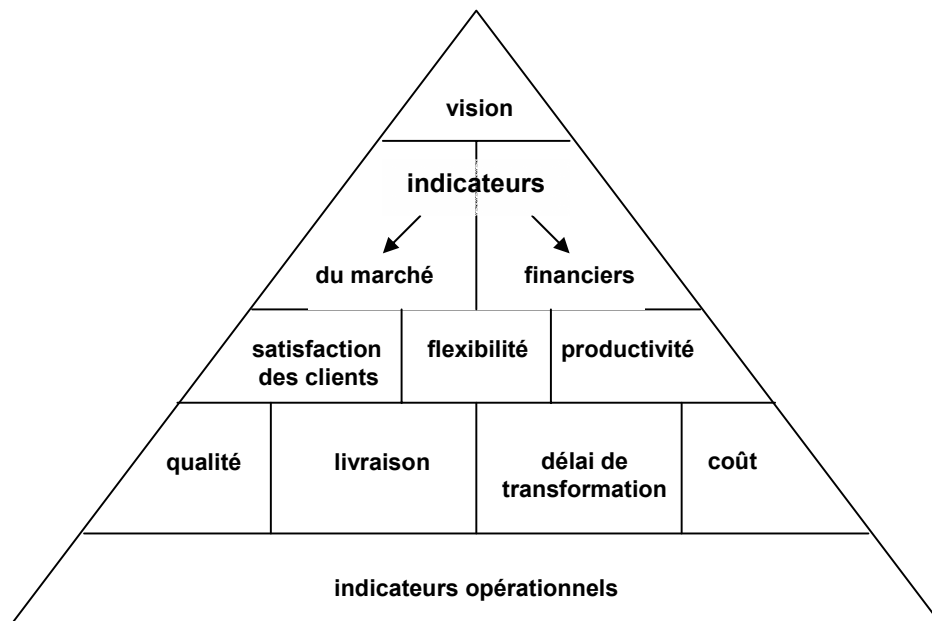 vision
indicateurs
du marché
financiers
satisfaction
des clients
flexibilité
productivité
qualité
livraison
délai de
transformation
coût
indicateurs opérationnels